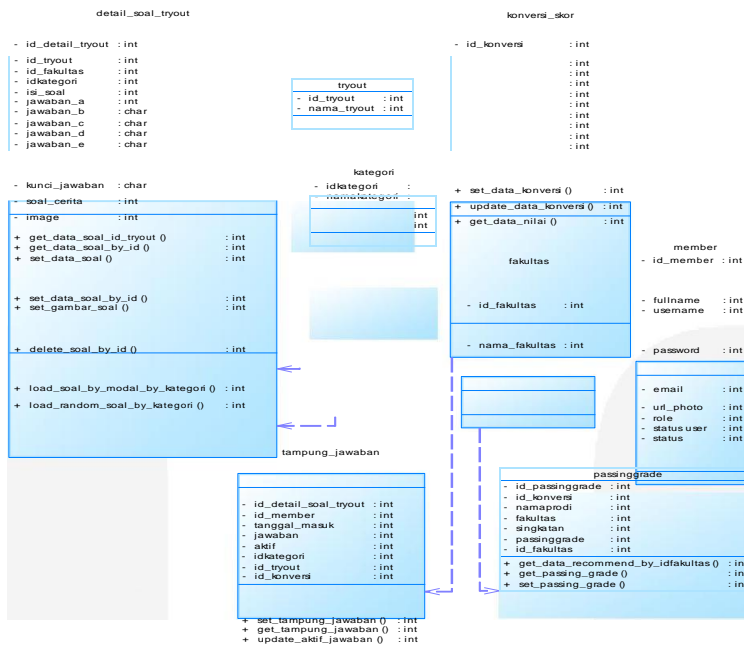 detail_soal_tryout
- id_detail_tryout : int
- id_tryout : int
- id_fakultas : int
- idkategori : int
- isi_soal : int
- jawaban_a : int
- jawaban_b : char
- jawaban_c : char
- jawaban_d : char
- jawaban_e : char
- kunci_jawaban : char
- soal_cerita : int
- image : int
+ get_data_soal_id_tryout () : int
+ get_data_soal_by_id () : int
+ set_data_soal () : int
+ set_data_soal_by_id () : int
+ set_gambar_soal () : int
+ delete_soal_by_id () : int
+ load_soal_by_modal_by_kategori () : int
+ load_random_soal_by_kategori () : int
tryout
- id_tryout : int
- nama_tryout : int
kategori
- idkategori :
- namakategori :
int
int
konversi_skor
- id_konversi : int
: int
: int
: int
: int
: int
: int
: int
: int
: int
+ set_data_konversi () : int
+ update_data_konversi () : int
+ get_data_nilai () : int
fakultas
- id_fakultas : int
- nama_fakultas : int
member
- id_member : int
- fullname : int
- username : int
- password : int
- email : int
- url_photo : int
- role : int
- status user : int
- status : int
tampung_jawaban
- id_detail_soal_tryout : int
- id_member : int
- tanggal_masuk : int
- jawaban : int
- aktif : int
- idkategori : int
- id_tryout : int
- id_konversi : int
+ set_tampung_jawaban () : int
+ get_tampung_jawaban () : int
+ update_aktif_jawaban () : int
passinggrade
- id_passinggrade : int
- id_konversi : int
- namaprodi : int
- fakultas : int
- singkatan : int
- passinggrade : int
- id_fakultas : int
+ get_data_recommend_by_idfakultas () : int
+ get_passing_grade () : int
+ set_passing_grade () : int